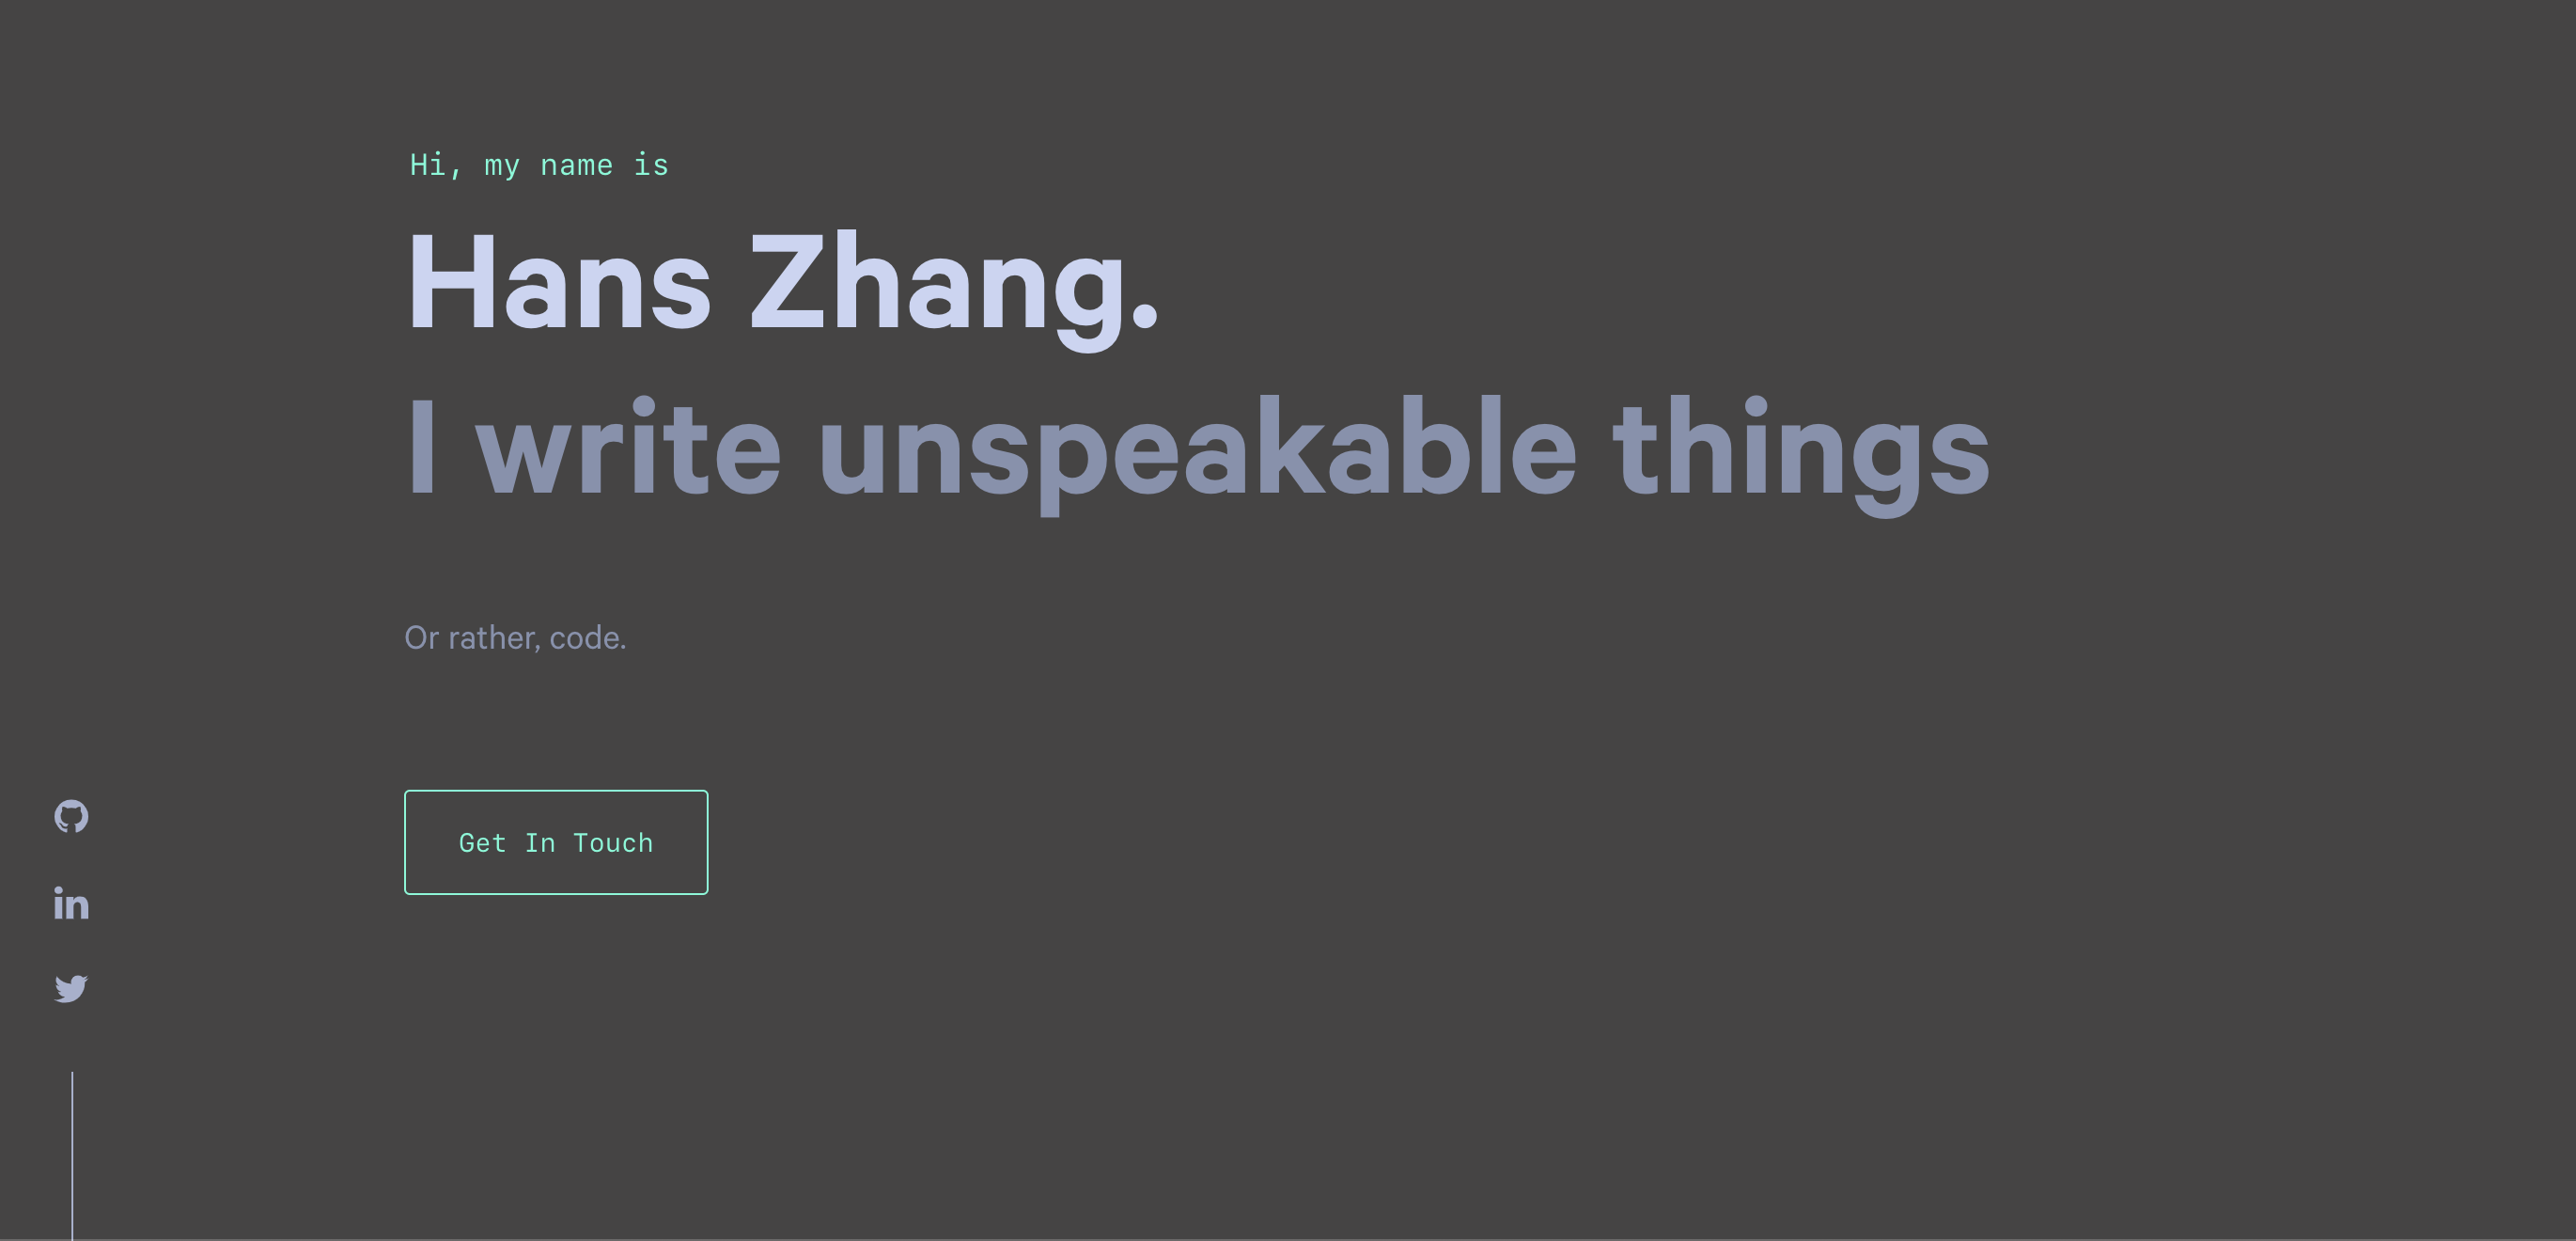 Hi, my name is
Hans Zhang.
I write unspeakable things
Or rather, code.
Get In Touch